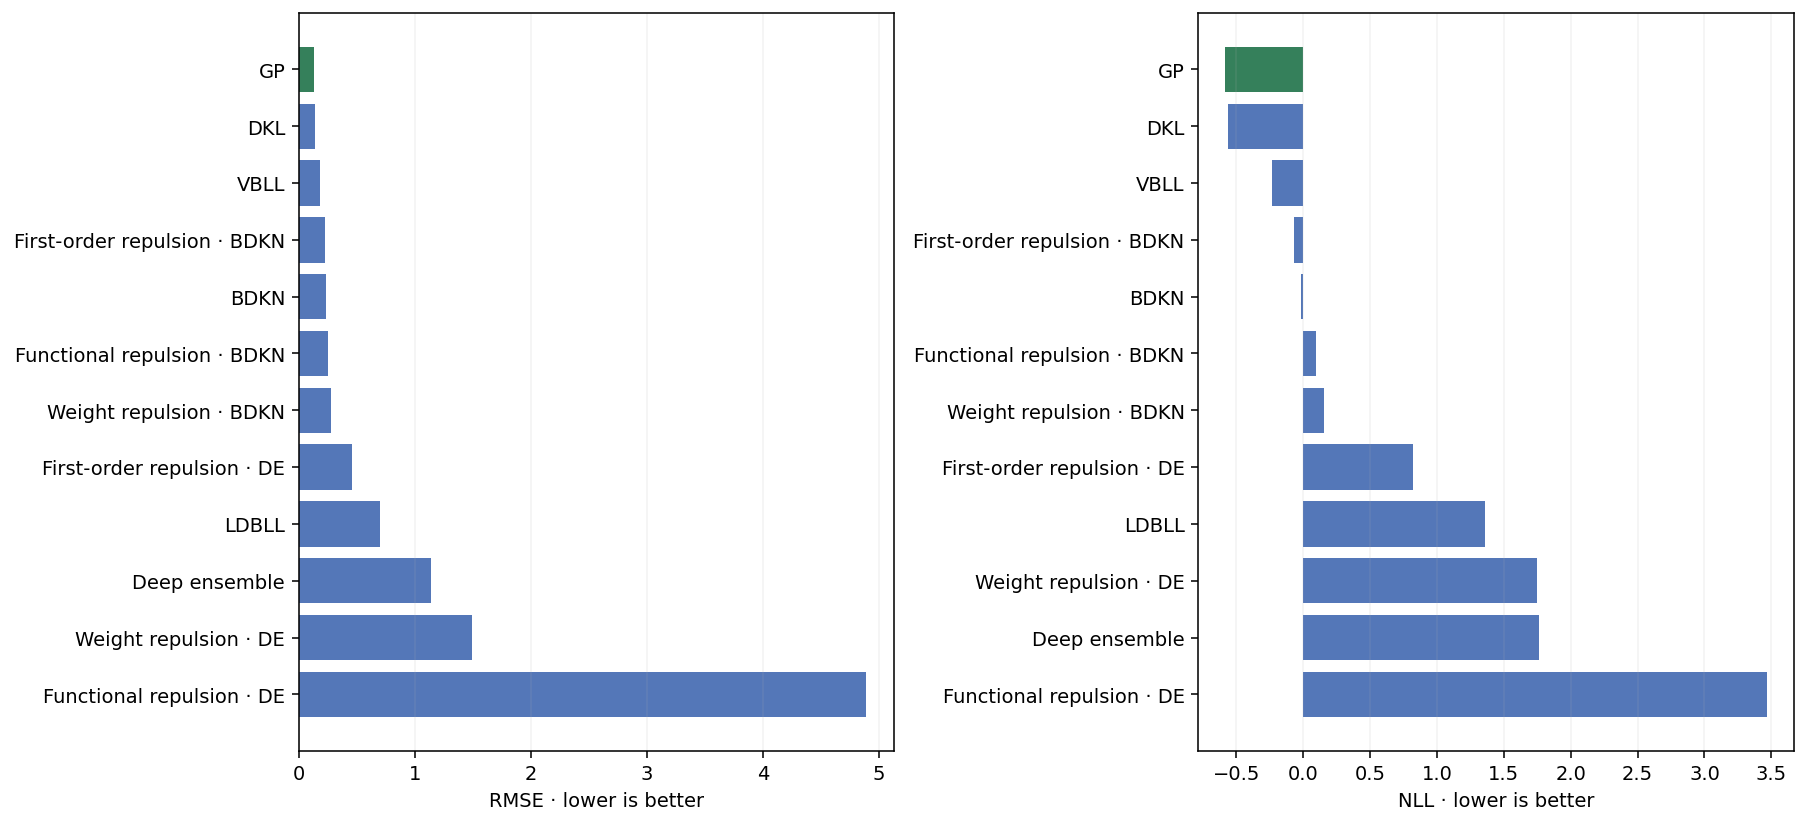 GP
DKL
VBLL
First-order repulsion · BDKN
BDKN
Functional repulsion · BDKN
Weight repulsion · BDKN
First-order repulsion · DE
LDBLL
Deep ensemble
Weight repulsion · DE
Functional repulsion · DE
0 1 2 3 4 5
RMSE · lower is better
GP
DKL
VBLL
First-order repulsion · BDKN
BDKN
Functional repulsion · BDKN
Weight repulsion · BDKN
First-order repulsion · DE
LDBLL
Weight repulsion · DE
Deep ensemble
Functional repulsion · DE
−0.5 0.0 0.5 1.0 1.5 2.0 2.5 3.0 3.5
NLL · lower is better